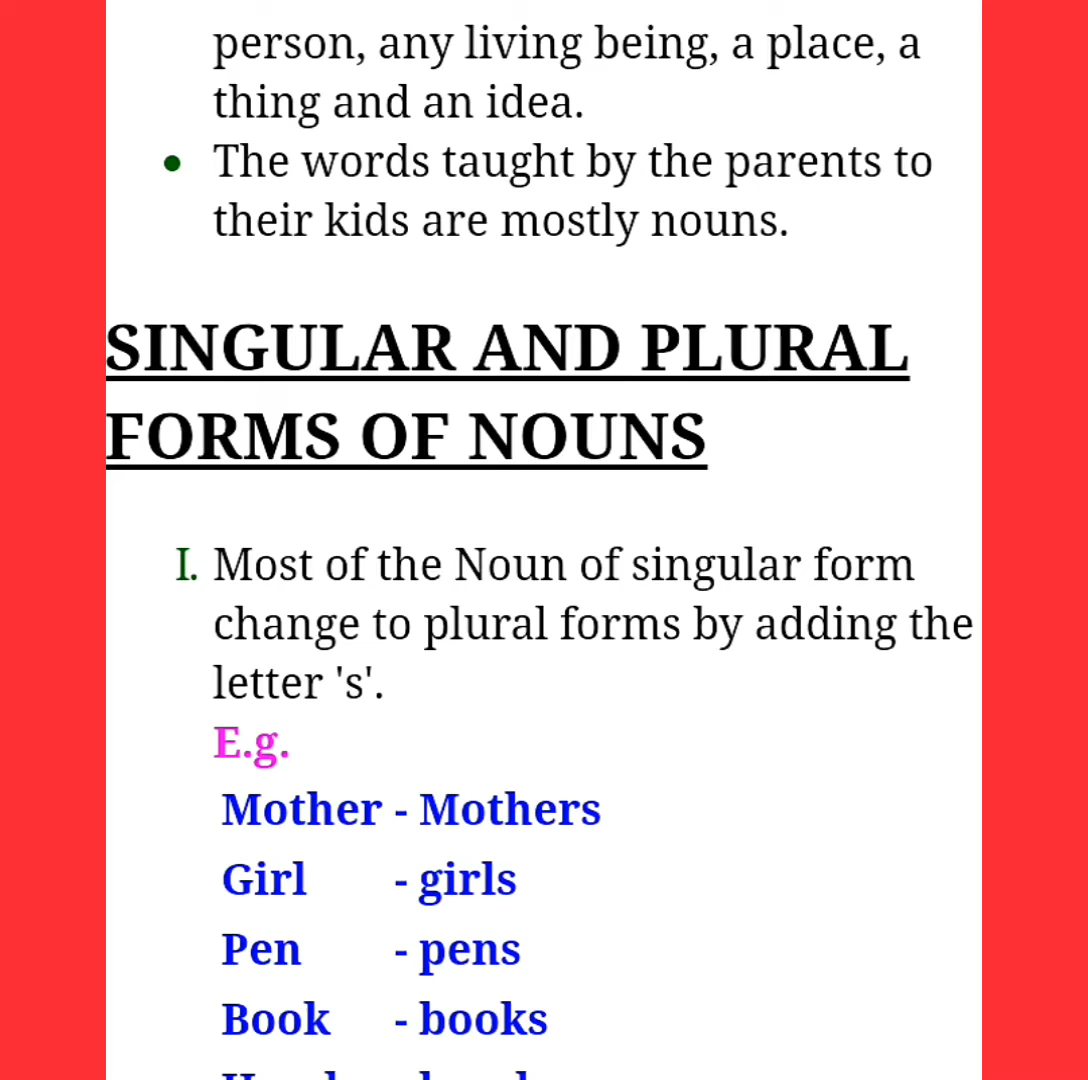 person, any living being, a place, a
thing and an idea.
• The words taught by the parents to
their kids are mostly nouns.
SINGULAR AND PLURAL
FORMS OF NOUNS
I. Most of the Noun of singular form
change to plural forms by adding the
letter 's'.
E.g.
Mother - Mothers
Girl - girls
Pen - pens
Book - books